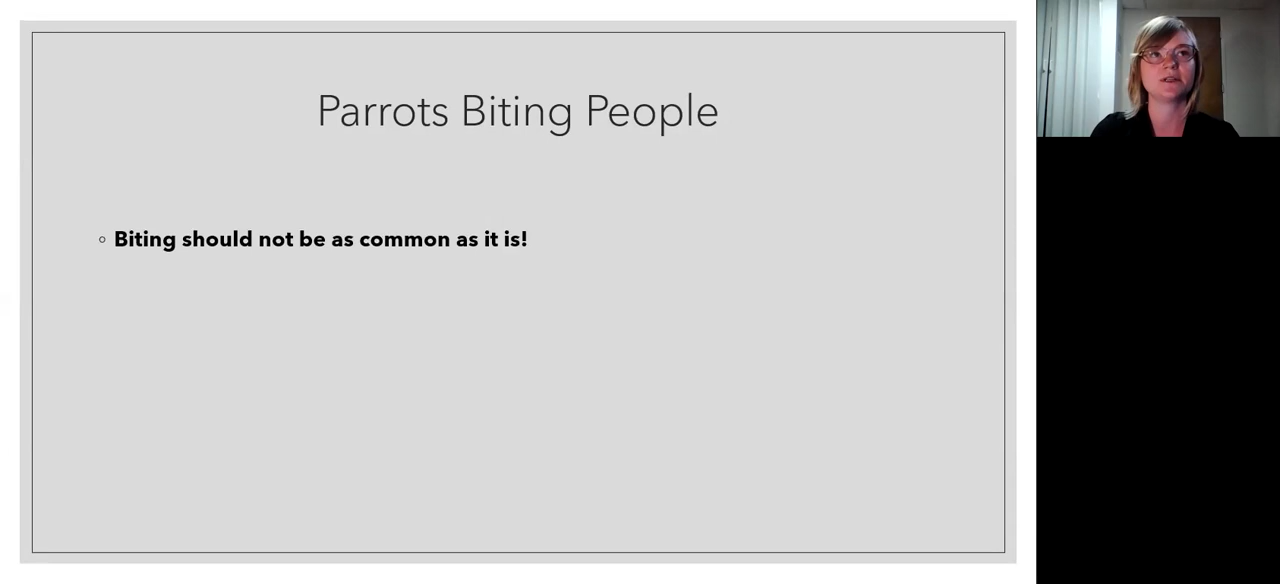 Parrots Biting People
Biting should not be as common as it is!